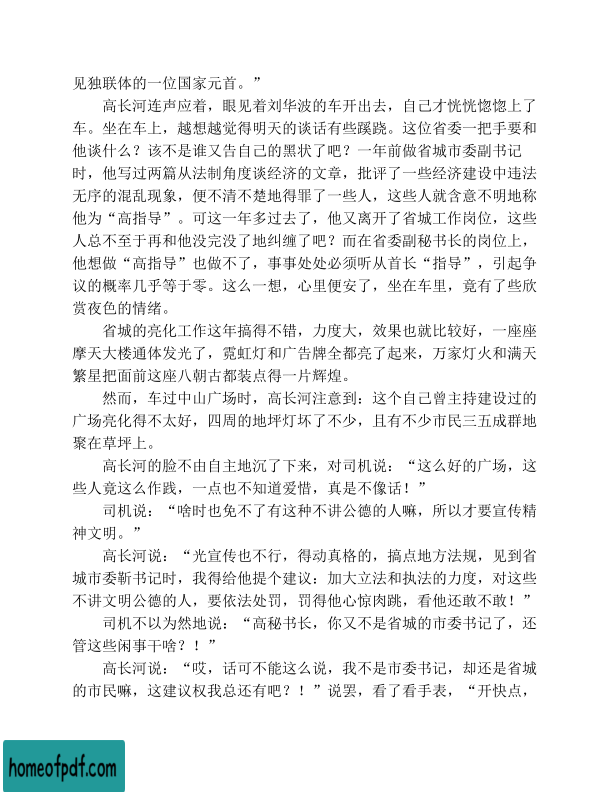 见独联体的一位国家元首。”
高长河连声应着，眼见着刘华波的车开出去，自己才恍恍惚惚上了
车。坐在车上，越想越觉得明天的谈话有些蹊跷。这位省委一把手要和
他谈什么？该不是谁又告自己的黑状了吧？一年前做省城市委副书记
时，他写过两篇从法制角度谈经济的文章，批评了一些经济建设中违法
无序的混乱现象，便不清不楚地得罪了一些人，这些人就含意不明地称
他为“高指导”。可这一年多过去了，他又离开了省城工作岗位，这些
人总不至于再和他没完没了地纠缠了吧？而在省委副秘书长的岗位上，
他想做“高指导”也做不了，事事处处必须听从首长“指导”，引起争
议的概率几乎等于零。这么一想，心里便安了，坐在车里，竟有了些欣
赏夜色的情绪。
省城的亮化工作这年搞得不错，力度大，效果也就比较好，一座座
摩天大楼通体发光了，霓虹灯和广告牌全都亮了起来，万家灯火和满天
繁星把面前这座八朝古都装点得一片辉煌。
然而，车过中山广场时，高长河注意到：这个自己曾主持建设过的
广场亮化得不太好，四周的地坪灯坏了不少，且有不少市民三五成群地
聚在草坪上。
高长河的脸不由自主地沉了下来，对司机说：“这么好的广场，这
些人竟这么作践，一点也不知道爱惜，真是不像话！”
司机说：“啥时也免不了有这种不讲公德的人嘛，所以才要宣传精
神文明。”
高长河说：“光宣传也不行，得动真格的，搞点地方法规，见到省
城市委靳书记时，我得给他提个建议：加大立法和执法的力度，对这些
不讲文明公德的人，要依法处罚，罚得他心惊肉跳，看他还敢不敢！”
司机不以为然地说：“高秘书长，你又不是省城的市委书记了，还
管这些闲事干啥？！”
高长河说：“哎，话可不能这么说，我不是市委书记，却还是省城
的市民嘛，这建议权我总还有吧？！”说罢，看了看手表，“开快点，
homeofpdf.com